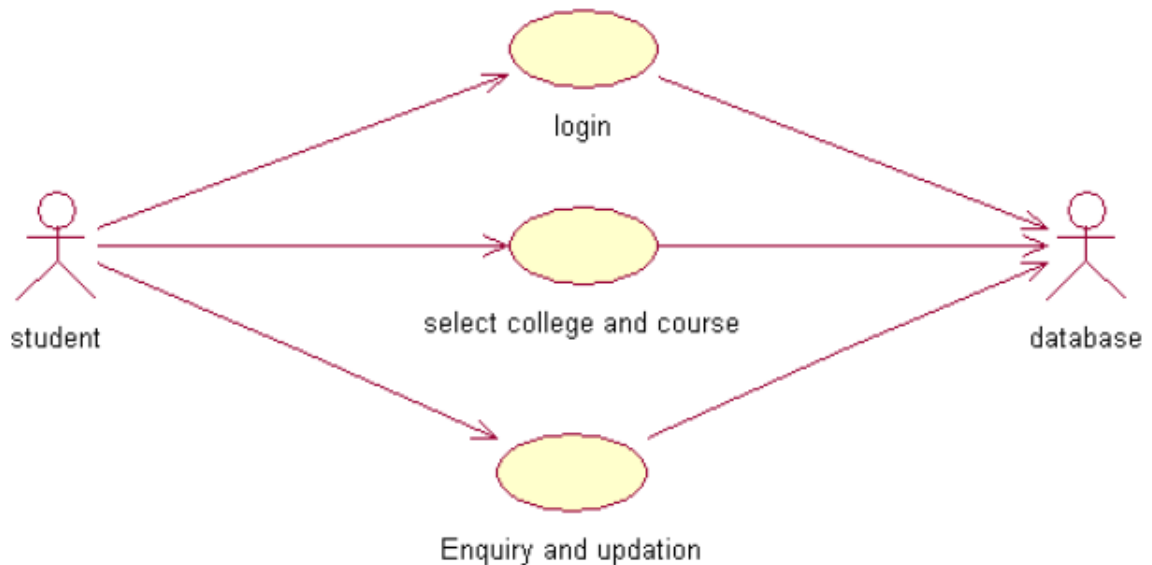 login
student
select college and course
database
Enquiry and updation